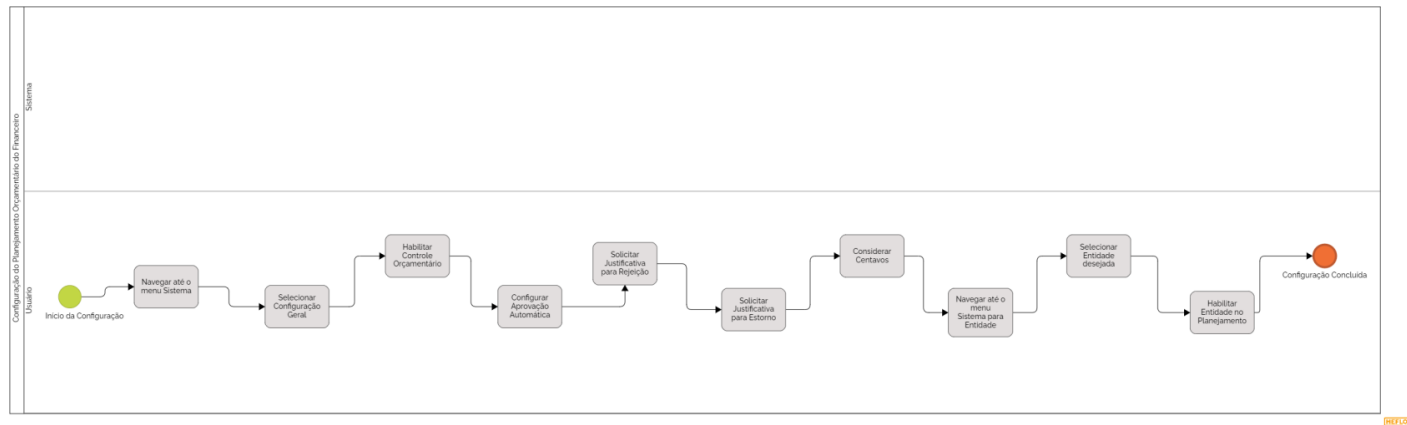 Configuração do Planejamento Orçamentário do Financeiro
Sistema
Usuário
Início da Configuração
Navegar até o
menu Sistema
Selecionar
Configuração
Geral
Habilitar
Controle
Orçamentário
Configurar
Aprovação
Automática
Solicitar
Justificativa
para Rejeição
Solicitar
Justificativa
para Estorno
Considerar
Centavos
Navegar até o
menu
Sistema para
Entidade
Selecionar
Entidade
desejada
Habilitar
Entidade no
Planejamento
Configuração Concluída
HEFLO